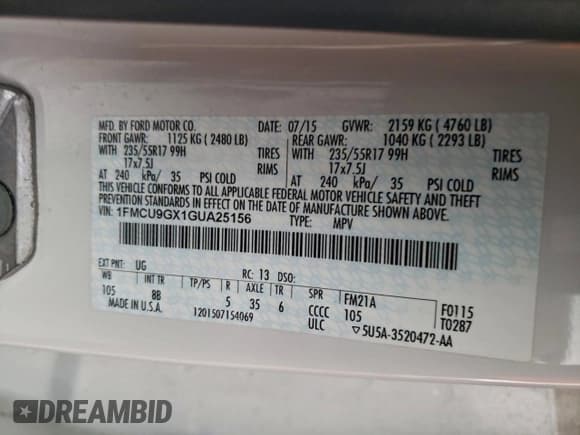 MFD. BY FORD MOTOR CO. DATE: 07/15 GVWR: 2159 KG ( 4760 LB)
FRONT GAWR: 1125 KG ( 2480 LB) REAR GAWR: 1040 KG ( 2293 LB)
WITH 235/55R17 99H TIRES WITH 235/55R17 99H TIRES
17x7.5J RIMS 17x7.5J RIMS
AT 240 kPa/ 35 PSI COLD AT 240 kPa/ 35 PSI COLD
THIS VEHICLE CONFORMS TO ALL APPLICABLE FEDERAL MOTOR VEHICLE SAFETY AND THEFT
PREVENTION STANDARDS IN EFFECT ON THE DATE OF MANUFACTURE SHOWN ABOVE.
VIN: 1FMCU9GX1GUA25156 TYPE: MPV
EXT PNT: UG RC: 13 DSO:
WB INT TR TP/PS R AXLE TR SPR FM21A F0115
105 8B 5 35 6 CCCC 105 T0287
MADE IN U.S.A. 1201507154069 ULC ▽5U5A-3520472-AA
DREAMBID